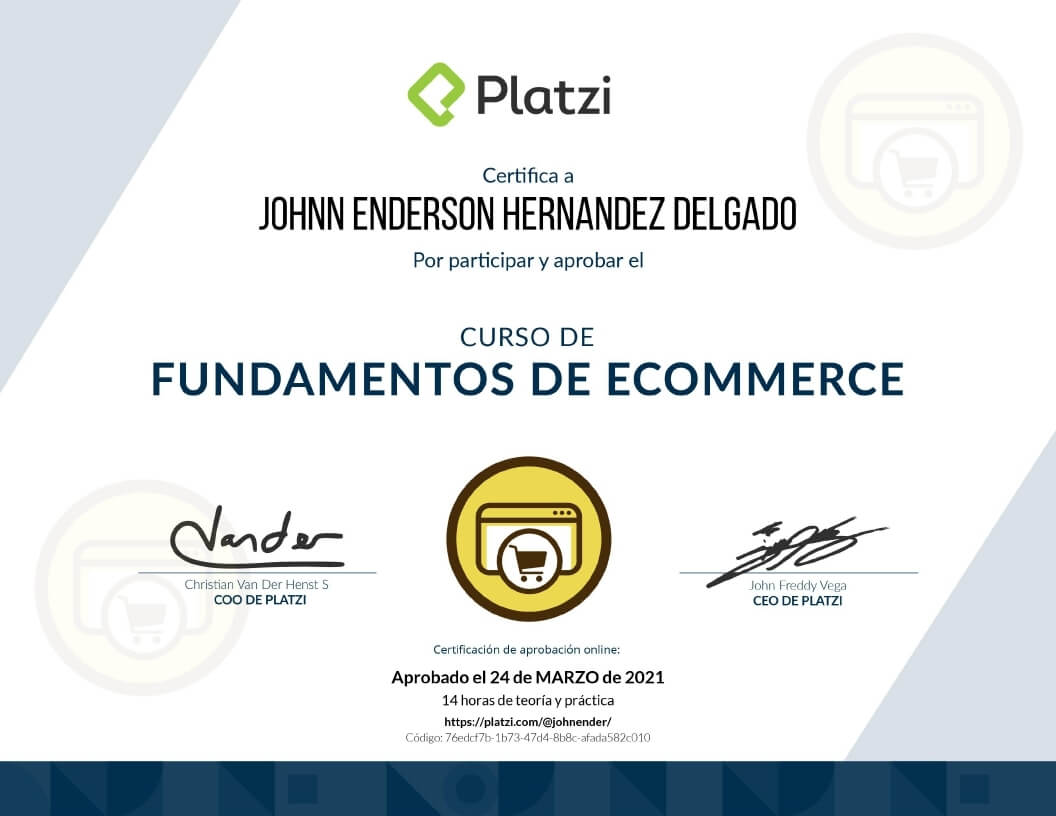 Platzi
Certifica a
JOHNN ENDERSON HERNANDEZ DELGADO
Por participar y aprobar el
CURSO DE
FUNDAMENTOS DE ECOMMERCE
Vander
Christian Van Der Henst S
COO DE PLATZI
John Freddy Vega
CEO DE PLATZI
Certificación de aprobación online:
Aprobado el 24 de MARZO de 2021
14 horas de teoría y práctica
https://platzi.com/@johnender/
Código: 76edcf7b-1b73-47d4-8b8c-afada582c010